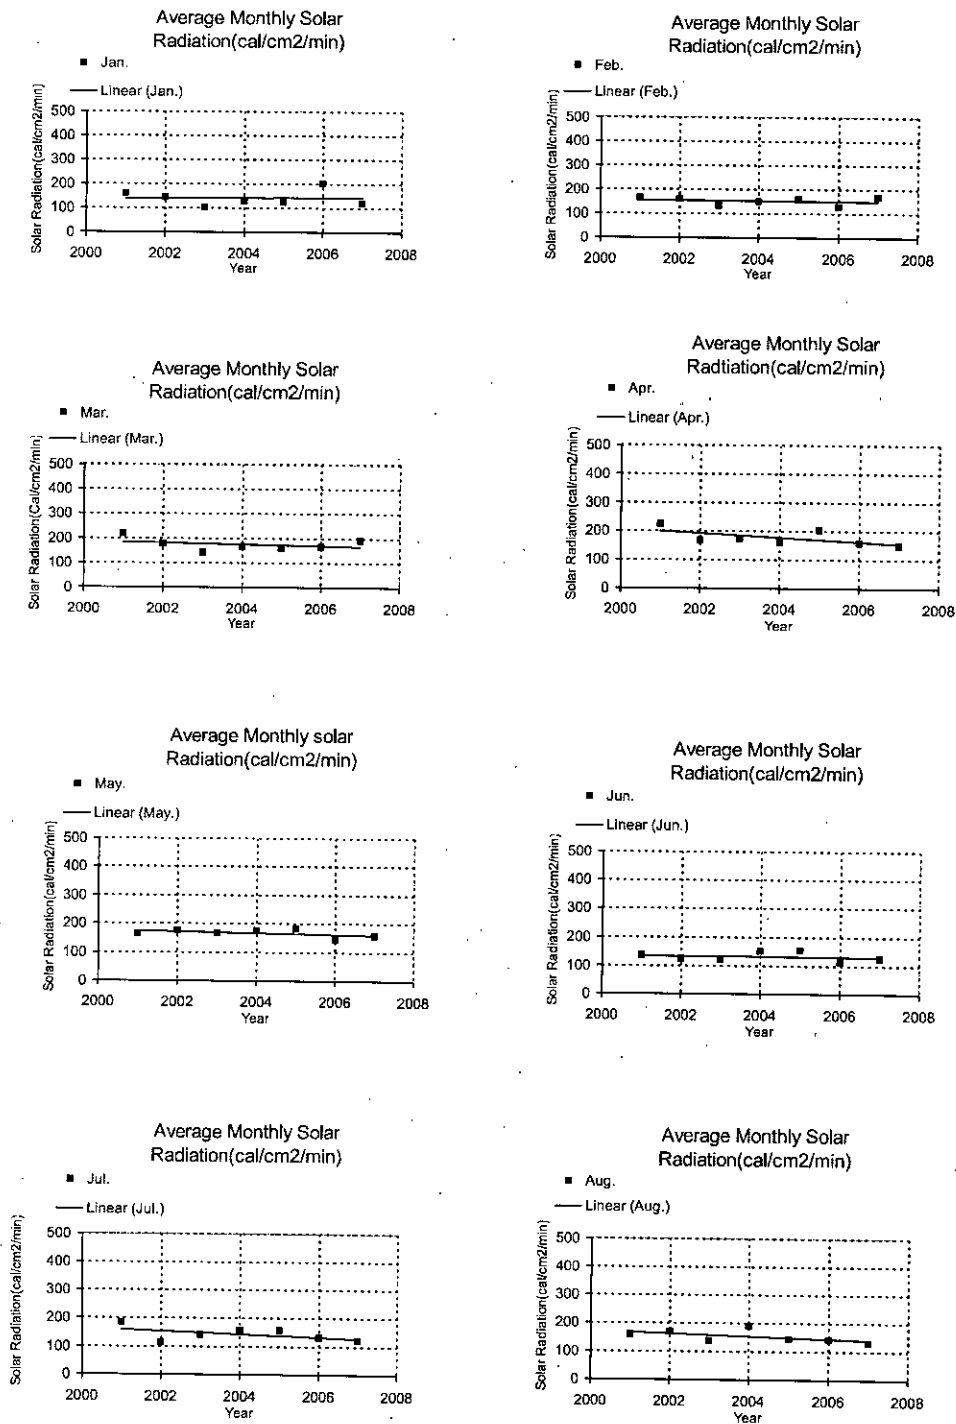 Average Monthly Solar
Radiation(cal/cm2/min)
Jan.
Linear (Jan.)
Solar Radiation(cal/cm2/min)
500
400
300
200
100
0
2000
2002
2004
2006
2008
Year
Average Monthly Solar
Radiation(cal/cm2/min)
Feb.
Linear (Feb.)
Solar Radiation(cal/cm2/min)
500
400
300
200
100
0
2000
2002
2004
2006
2008
Year
Average Monthly Solar
Radiation(cal/cm2/min)
Mar.
Linear (Mar.)
Solar Radiation(Cal/cm2/min)
500
400
300
200
100
0
2000
2002
2004
2006
2008
Year
Average Monthly Solar
Radtiation(cal/cm2/min)
Apr.
Linear (Apr.)
Solar Radiation(cal/cm2/min)
500
400
300
200
100
0
2000
2002
2004
2006
2008
Year
Average Monthly solar
Radiation(cal/cm2/min)
May.
Linear (May.)
Solar Radiation(cal/cm2/min)
500
400
300
200
100
0
2000
2002
2004
2006
2008
Year
Average Monthly Solar
Radiation(cal/cm2/min)
Jun.
Linear (Jun.)
Solar Radiation(cal/cm2/min)
500
400
300
200
100
0
2000
2002
2004
2006
2008
Year
Average Monthly Solar
Radiation(cal/cm2/min)
Jul.
Linear (Jul.)
Solar Radiation(cal/cm2/min)
500
400
300
200
100
0
2000
2002
2004
2006
2008
Year
Average Monthly Solar
Radiation(cal/cm2/min)
Aug.
Linear (Aug.)
Solar Radiation(cal/cm2/min)
500
400
300
200
100
0
2000
2002
2004
2006
2008
Year